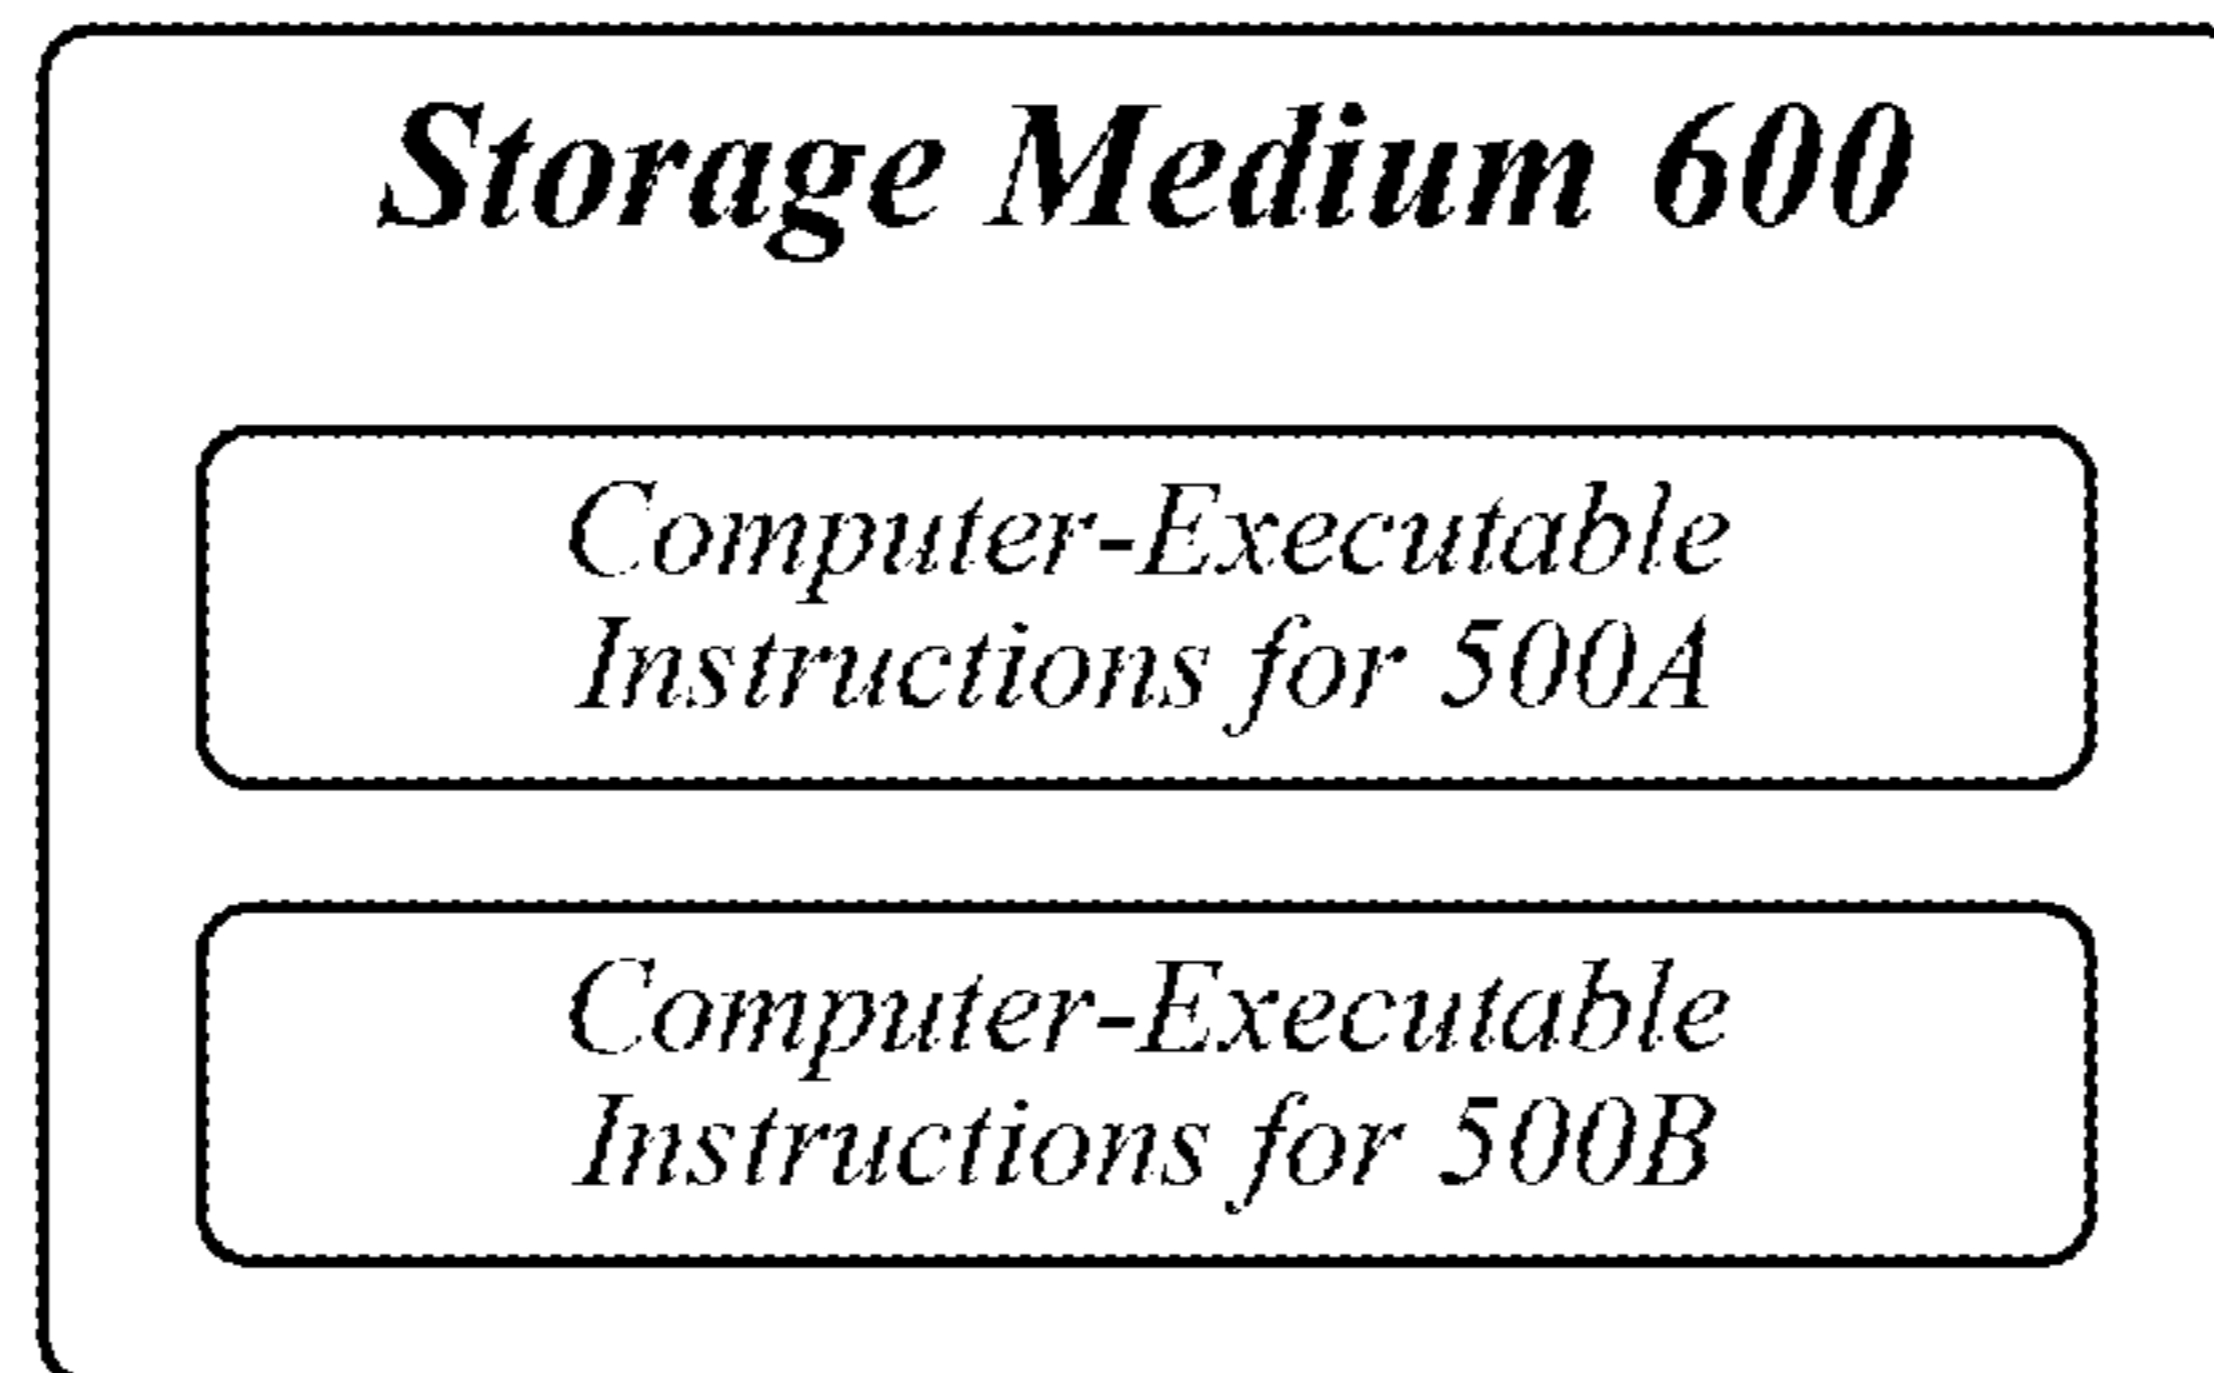 Storage Medium 600
Computer-Executable
Instructions for 500A
Computer-Executable
Instructions for 500B